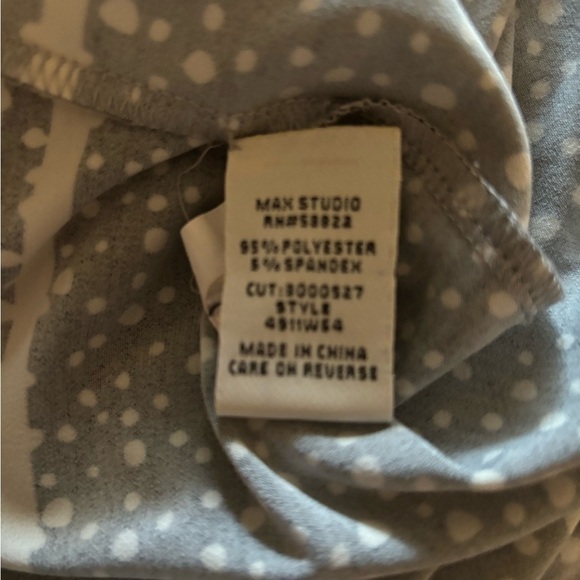 MAX STUDIO
RN#58822
95% POLYESTER
5% SPANDEX
CUT:8000527
STYLE
4911W54
MADE IN CHINA
CARE ON REVERSE